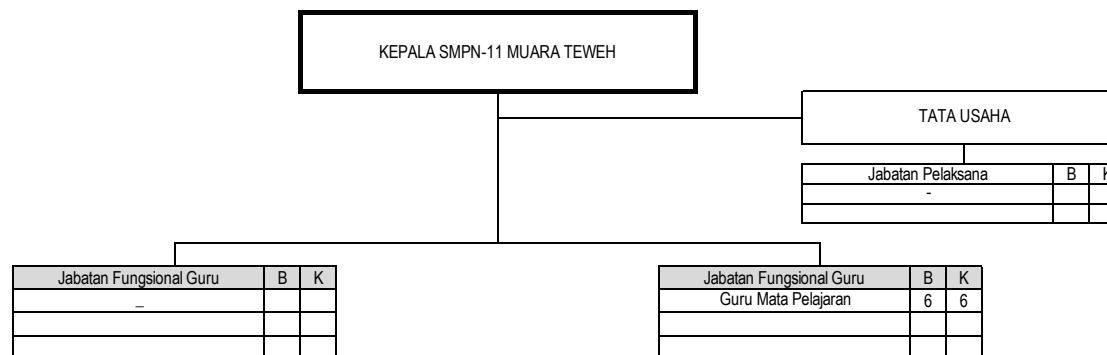 KEPALA SMPN-11 MUARA TEWEH
TATA USAHA
Jabatan Pelaksana B K
-
Jabatan Fungsional Guru B K
_
Jabatan Fungsional Guru B K
Guru Mata Pelajaran 6 6